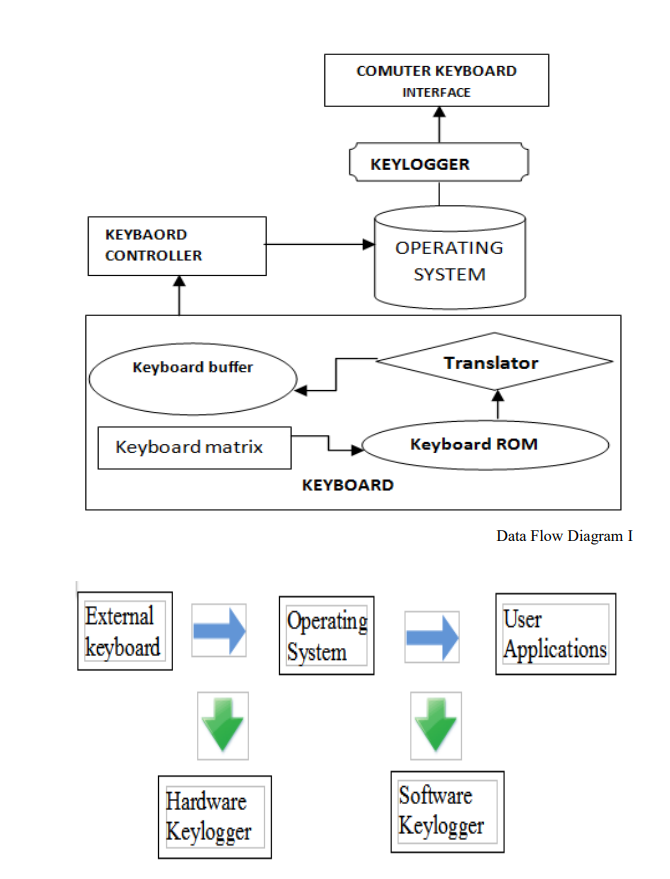 COMUTER KEYBOARD
INTERFACE
KEYLOGGER
KEYBAORD
CONTROLLER
OPERATING
SYSTEM
Keyboard buffer
Translator
Keyboard matrix
Keyboard ROM
KEYBOARD
Data Flow Diagram I
External
keyboard
Operating
System
User
Applications
Hardware
Keylogger
Software
Keylogger